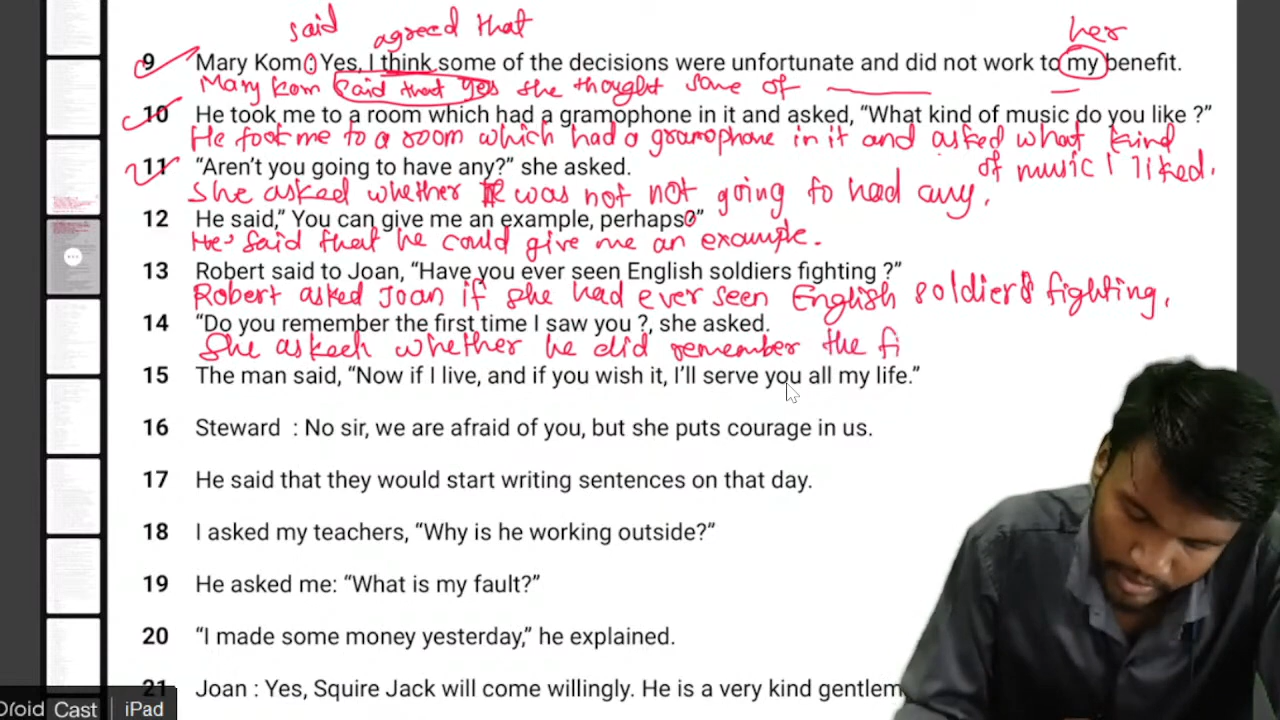 said agreed that her
9 Mary Kom : Yes, I think some of the decisions were unfortunate and did not work to my benefit.
Mary Kom said that yes she thought some of
10 He took me to a room which had a gramophone in it and asked, “What kind of music do you like ?”
He took me to a room which had a gramophone in it and asked what kind
of music I liked.
11 “Aren’t you going to have any?” she asked.
She asked whether I was not not going to had any.
12 He said,” You can give me an example, perhaps?”
He said that he could give me an example.
13 Robert said to Joan, “Have you ever seen English soldiers fighting ?”
Robert asked Joan if she had ever seen English soldiers fighting.
14 “Do you remember the first time I saw you ?, she asked.
She asked whether he did remember the fi
15 The man said, “Now if I live, and if you wish it, I’ll serve you all my life.”
16 Steward : No sir, we are afraid of you, but she puts courage in us.
17 He said that they would start writing sentences on that day.
18 I asked my teachers, “Why is he working outside?”
19 He asked me: “What is my fault?”
20 “I made some money yesterday,” he explained.
21 Joan : Yes, Squire Jack will come willingly. He is a very kind gentlem
Droid Cast iPad